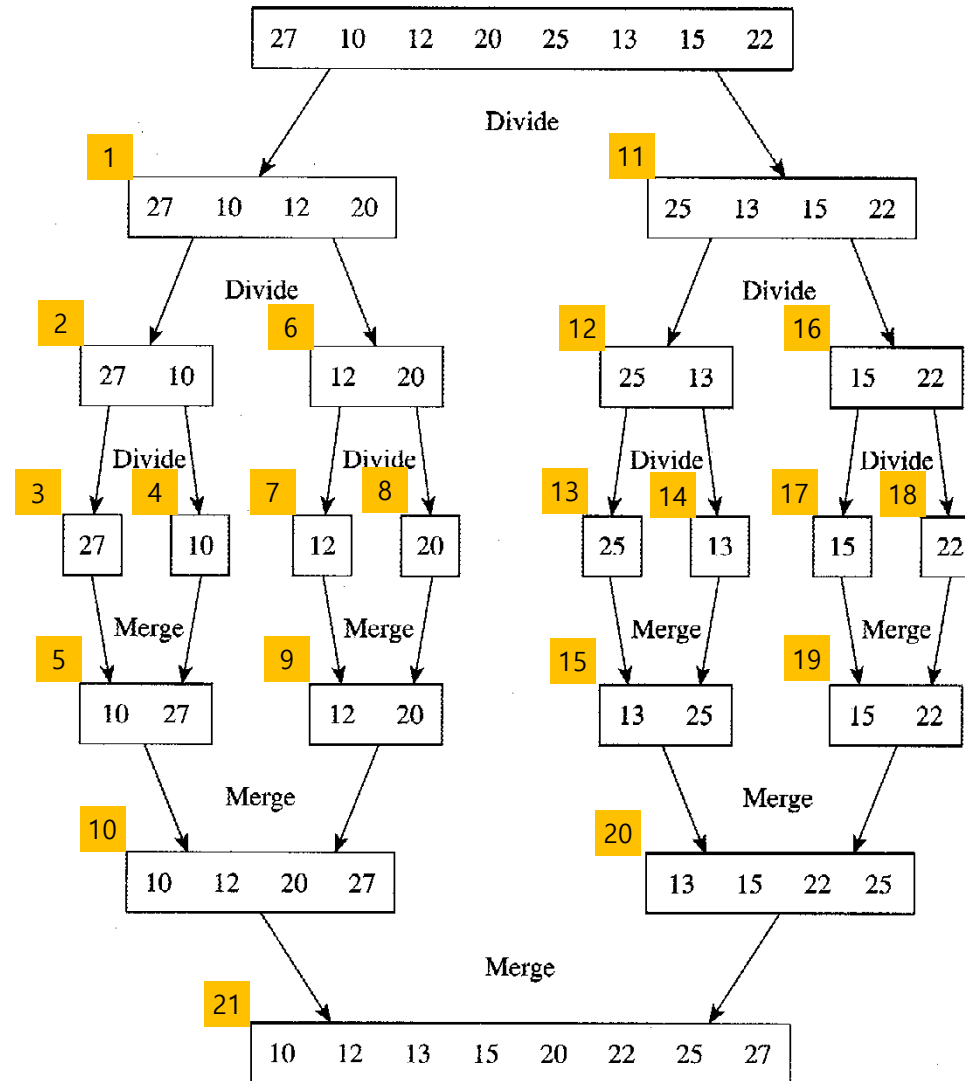 27 10 12 20 25 13 15 22
Divide
1 11
27 10 12 20 25 13 15 22
Divide Divide
2 6 12 16
27 10 12 20 25 13 15 22
Divide Divide Divide Divide
3 4 7 8 13 14 17 18
27 10 12 20 25 13 15 22
Merge Merge Merge Merge
5 9 15 19
10 27 12 20 13 25 15 22
Merge Merge
10 20
10 12 20 27 13 15 22 25
Merge
21
10 12 13 15 20 22 25 27